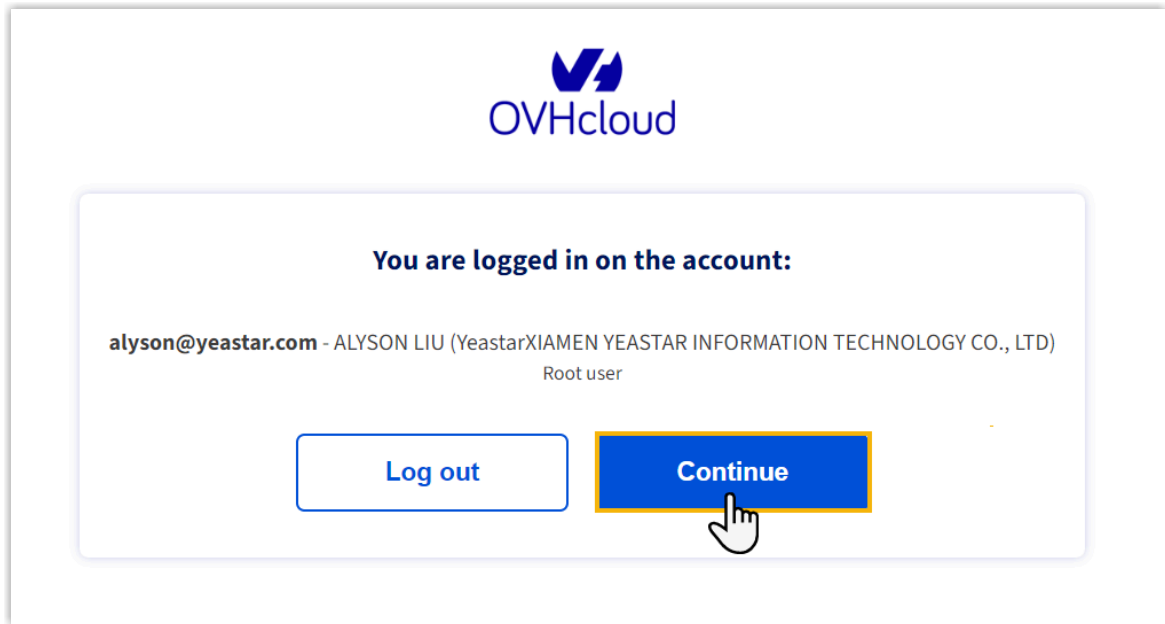 OVHcloud
You are logged in on the account:
alyson@yeastar.com - ALYSON LIU (YeastarXIAMEN YEASTAR INFORMATION TECHNOLOGY CO., LTD)
Root user
Log out
Continue